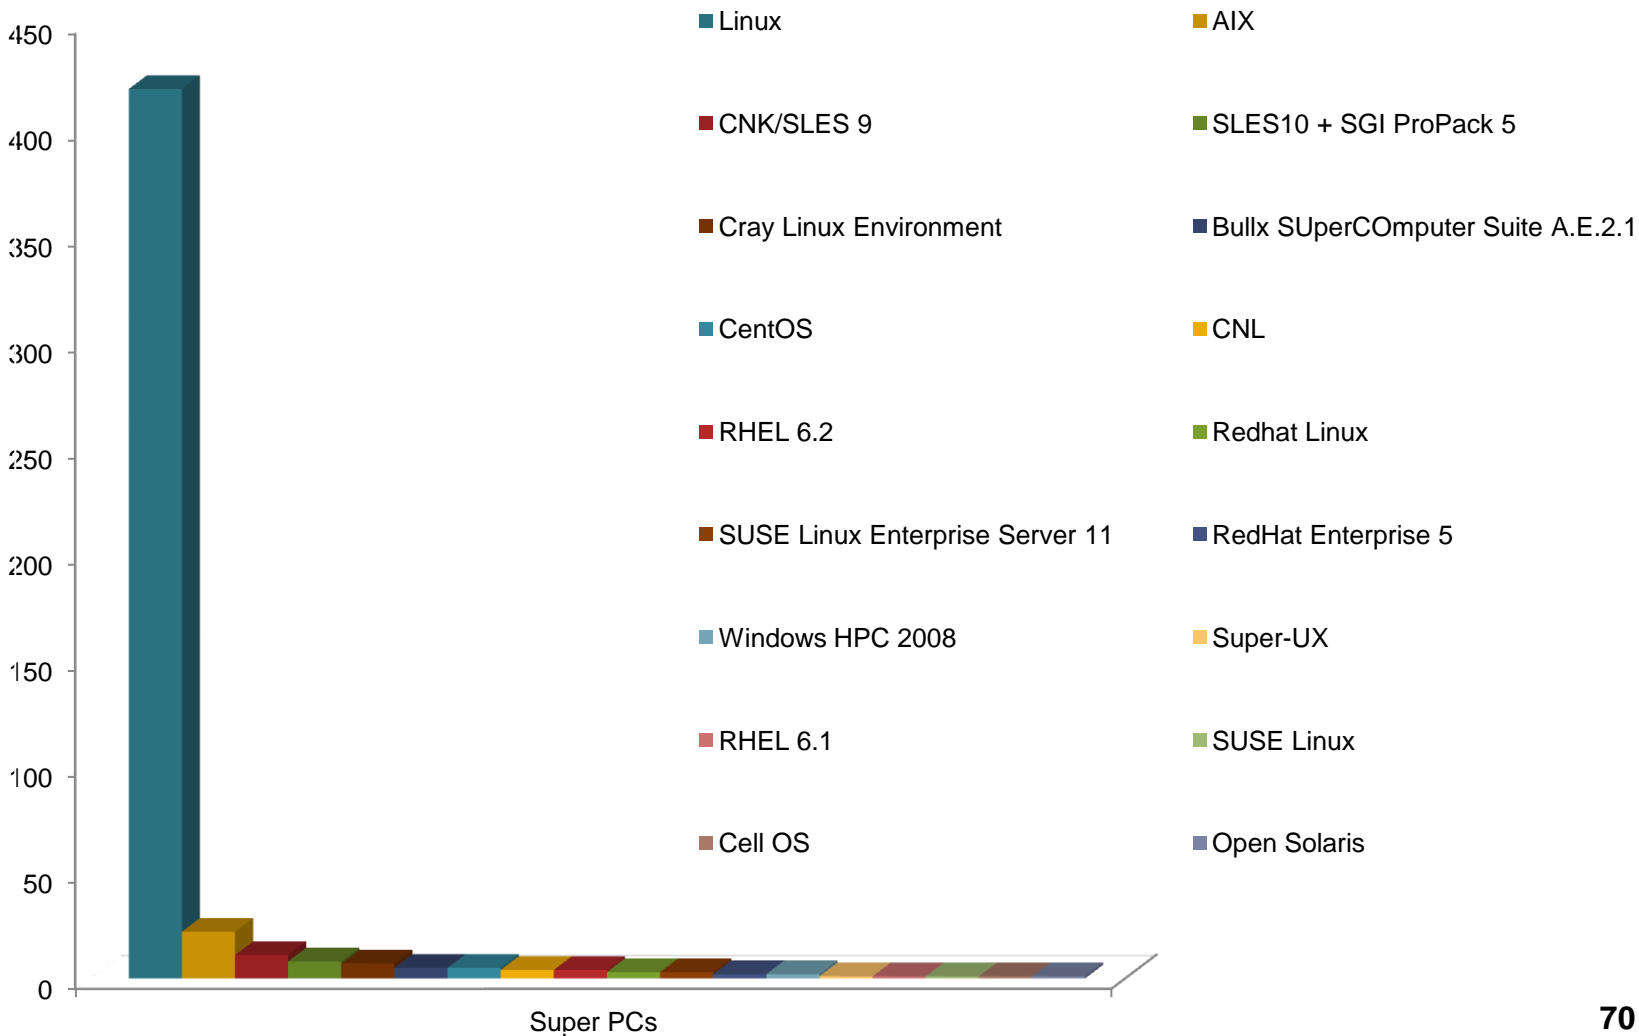 Linux
AIX
CNK/SLES 9
SLES10 + SGI ProPack 5
Cray Linux Environment
Bullx SUperCOmputer Suite A.E.2.1
CentOS
CNL
RHEL 6.2
Redhat Linux
SUSE Linux Enterprise Server 11
RedHat Enterprise 5
Windows HPC 2008
Super-UX
RHEL 6.1
SUSE Linux
Cell OS
Open Solaris
450
400
350
300
250
200
150
100
50
0
Super PCs
70